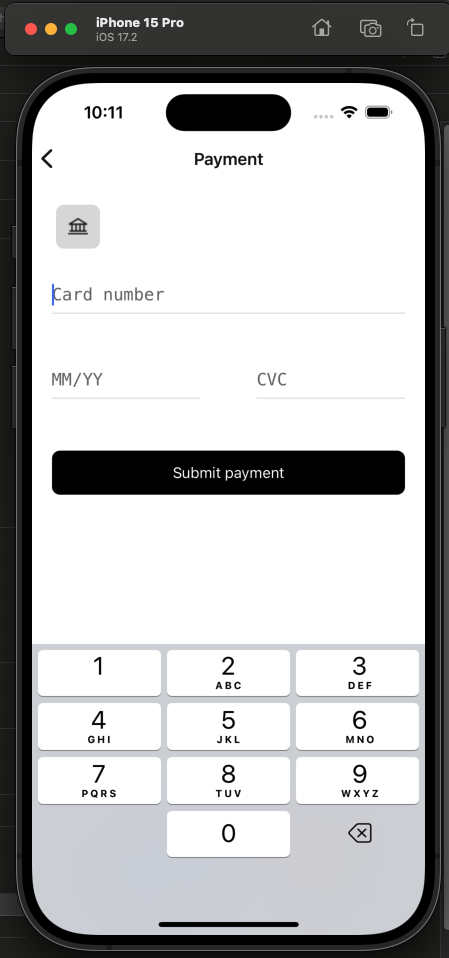 iPhone 15 Pro
iOS 17.2
10:11
Payment
Card number
MM/YY CVC
Submit payment
1 2 3
ABC DEF
4 5 6
GHI JKL MNO
7 8 9
PQRS TUV WXYZ
0